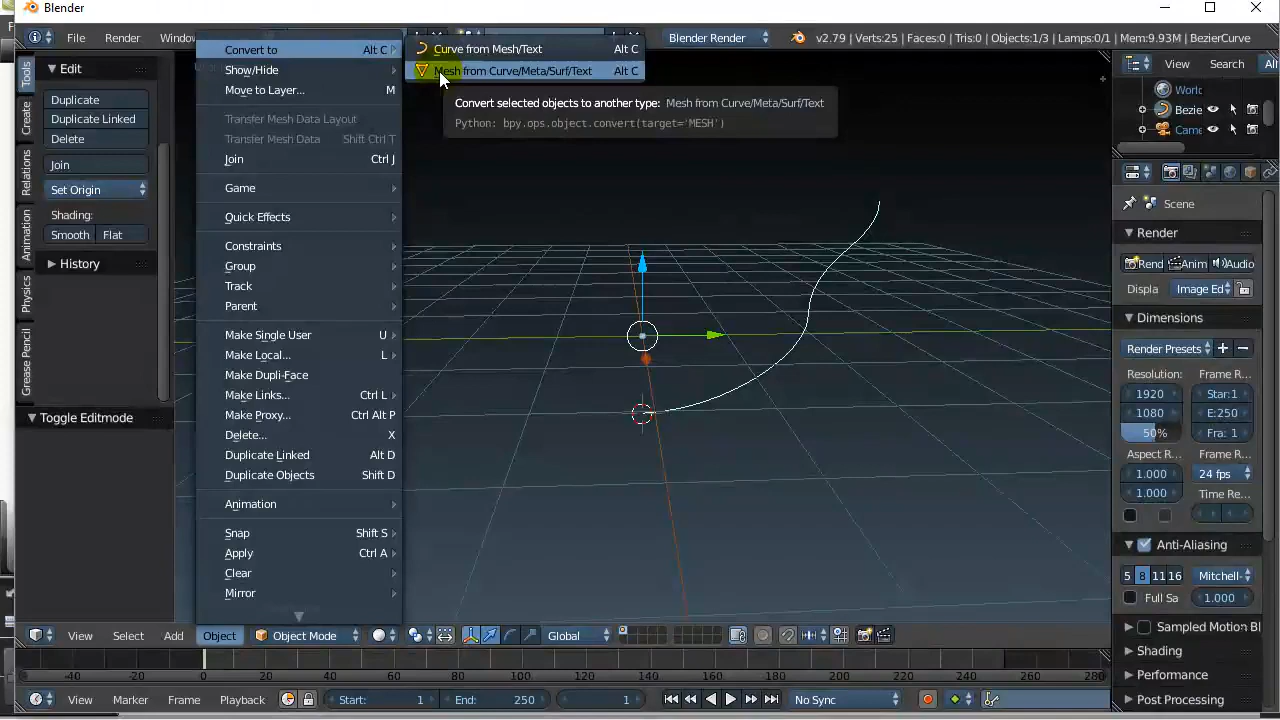 Blender
File
Render
Window
Blender Render
v2.79 | Verts:25 | Faces:0 | Tris:0 | Objects:1/3 | Lamps:0/1 | Mem:9.93M | BezierCurve
Tools
Create
Relations
Animation
Physics
Grease Pencil
Edit
Duplicate
Duplicate Linked
Delete
Join
Set Origin
Shading:
Smooth
Flat
History
Toggle Editmode
Convert to Alt C
Show/Hide
Move to Layer... M
Transfer Mesh Data Layout
Transfer Mesh Data Shift Ctrl T
Join Ctrl J
Game
Quick Effects
Constraints
Group
Track
Parent
Make Single User U
Make Local... L
Make Dupli-Face
Make Links... Ctrl L
Make Proxy... Ctrl Alt P
Delete... X
Duplicate Linked Alt D
Duplicate Objects Shift D
Animation
Snap Shift S
Apply Ctrl A
Clear
Mirror
Curve from Mesh/Text Alt C
Mesh from Curve/Meta/Surf/Text Alt C
Convert selected objects to another type: Mesh from Curve/Meta/Surf/Text
Python: bpy.ops.object.convert(target='MESH')
View
Search
All
World
Bezie
Came
Scene
Render
Rend
Anim
Audio
Displa
Image Ed
Dimensions
Render Presets
Resolution:
Frame R...
1920
Star:1
1080
E:250
50%
Fra: 1
Aspect R...
Frame R...
1.000
24 fps
1.000
Time Re...
Anti-Aliasing
5 8 11 16
Mitchell-
Full Sa
1.000
Sampled Motion Bl
Shading
Performance
Post Processing
View
Select
Add
Object
Object Mode
Global
-40 -20 0 20 40 60 80 100 120 140 160 180 200 220 240 260 280
View
Marker
Frame
Playback
Start: 1
End: 250
1
No Sync